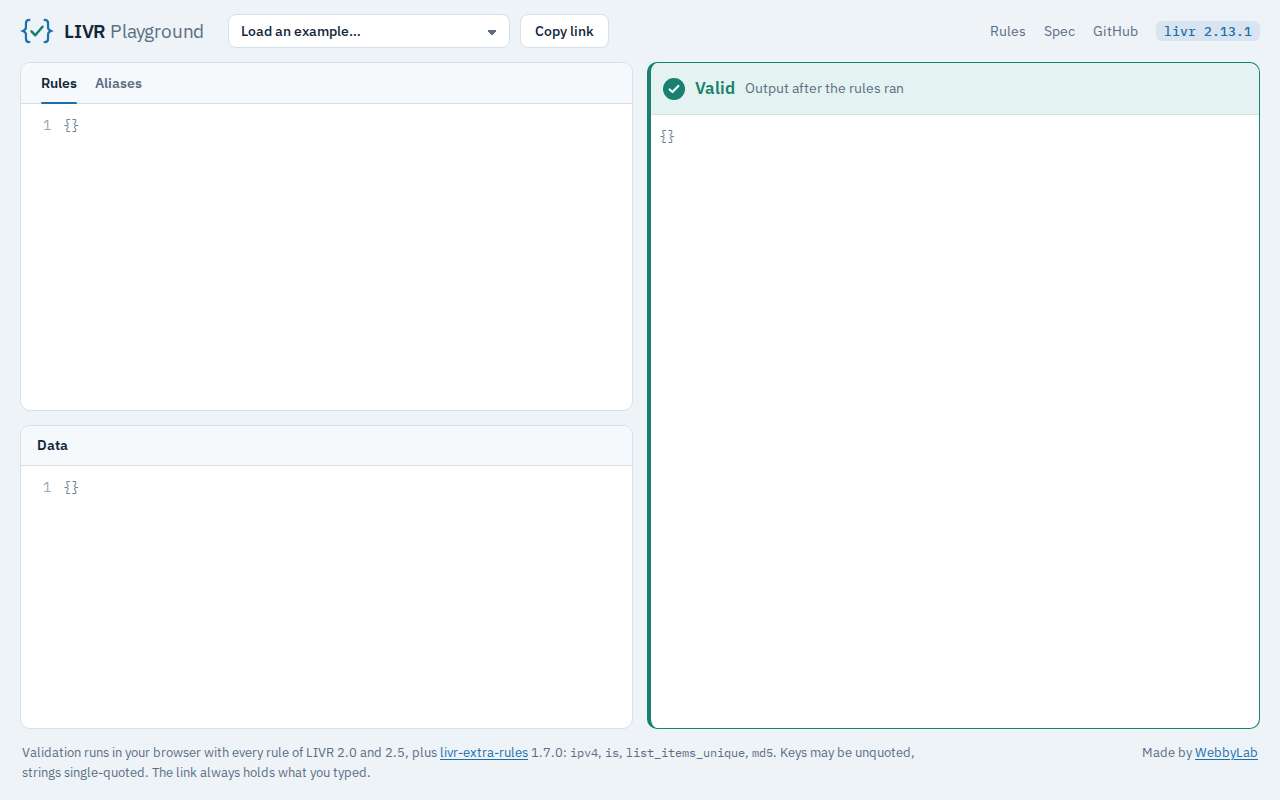 LIVR Playground
Load an example...
Copy link
Rules
Spec
GitHub
livr 2.13.1
Rules
Aliases
1 {}
Data
1 {}
Valid
Output after the rules ran
{}
Validation runs in your browser with every rule of LIVR 2.0 and 2.5, plus livr-extra-rules 1.7.0: ipv4, is, list_items_unique, md5. Keys may be unquoted,
strings single-quoted. The link always holds what you typed.
Made by WebbyLab